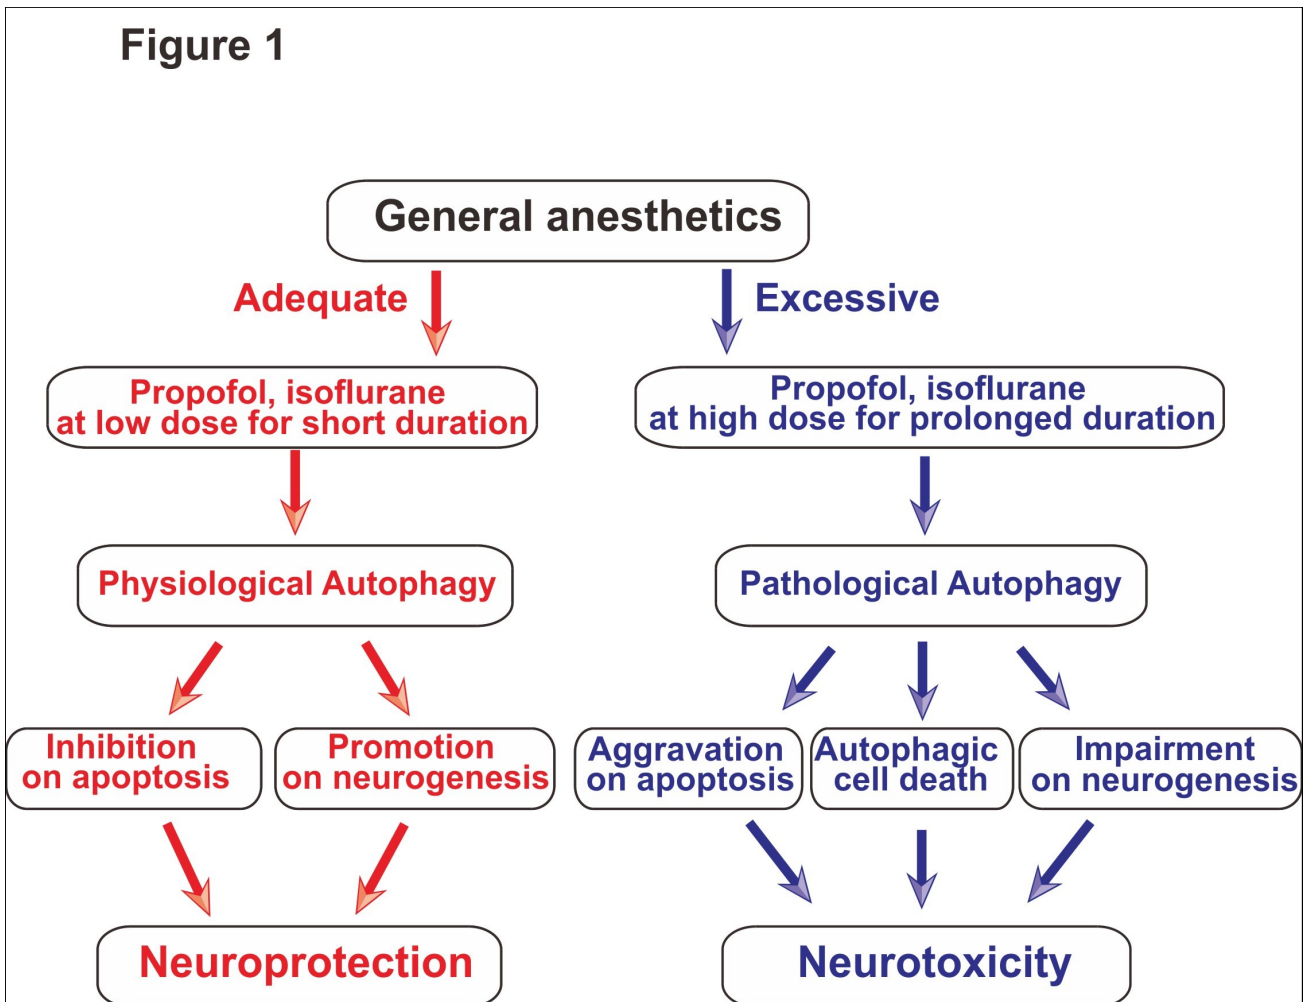 Figure 1
General anesthetics
Adequate
Excessive
Propofol, isoflurane
at low dose for short duration
Propofol, isoflurane
at high dose for prolonged duration
Physiological Autophagy
Pathological Autophagy
Inhibition
on apoptosis
Promotion
on neurogenesis
Aggravation
on apoptosis
Autophagic
cell death
Impairment
on neurogenesis
Neuroprotection
Neurotoxicity